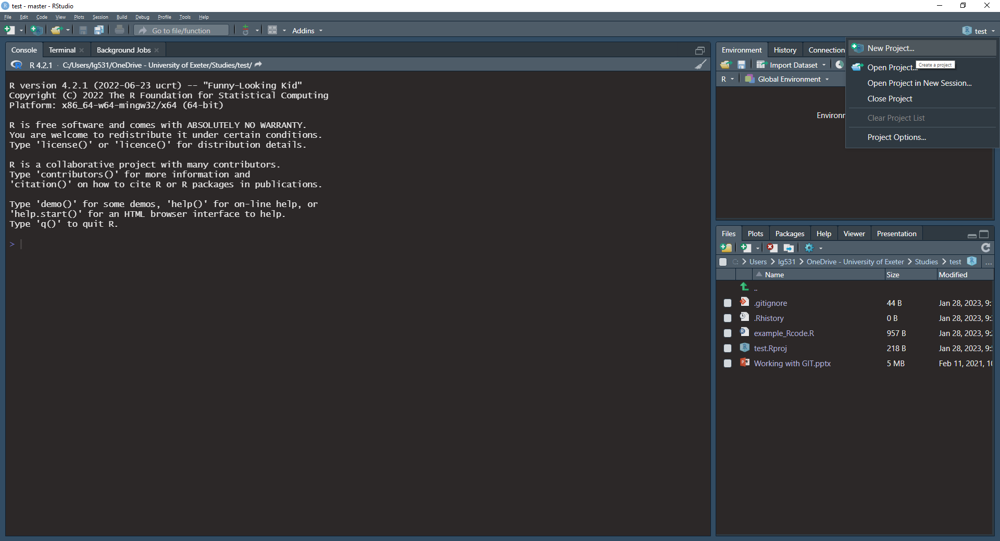 test - master - RStudio
File Edit Code View Plots Session Build Debug Profile Tools Help
Go to file/function Addins test
Console Terminal Background Jobs
R 4.2.1 · C:/Users/lg531/OneDrive - University of Exeter/Studies/test/
R version 4.2.1 (2022-06-23 ucrt) -- "Funny-Looking Kid"
Copyright (C) 2022 The R Foundation for Statistical Computing
Platform: x86_64-w64-mingw32/x64 (64-bit)
R is free software and comes with ABSOLUTELY NO WARRANTY.
You are welcome to redistribute it under certain conditions.
Type 'license()' or 'licence()' for distribution details.
R is a collaborative project with many contributors.
Type 'contributors()' for more information and
'citation()' on how to cite R or R packages in publications.
Type 'demo()' for some demos, 'help()' for on-line help, or
'help.start()' for an HTML browser interface to help.
Type 'q()' to quit R.
>
Environment History Connection
Import Dataset
R Global Environment
Environ
New Project...
Create a project
Open Project...
Open Project in New Session...
Close Project
Clear Project List
Project Options...
Files Plots Packages Help Viewer Presentation
C: > Users > lg531 > OneDrive - University of Exeter > Studies > test ...
Name Size Modified
..
.gitignore 44 B Jan 28, 2023, 9:
.Rhistory 0 B Jan 28, 2023, 9:
example_Rcode.R 957 B Jan 28, 2023, 9:
test.Rproj 218 B Jan 28, 2023, 9:
Working with GIT.pptx 5 MB Feb 11, 2021, 10